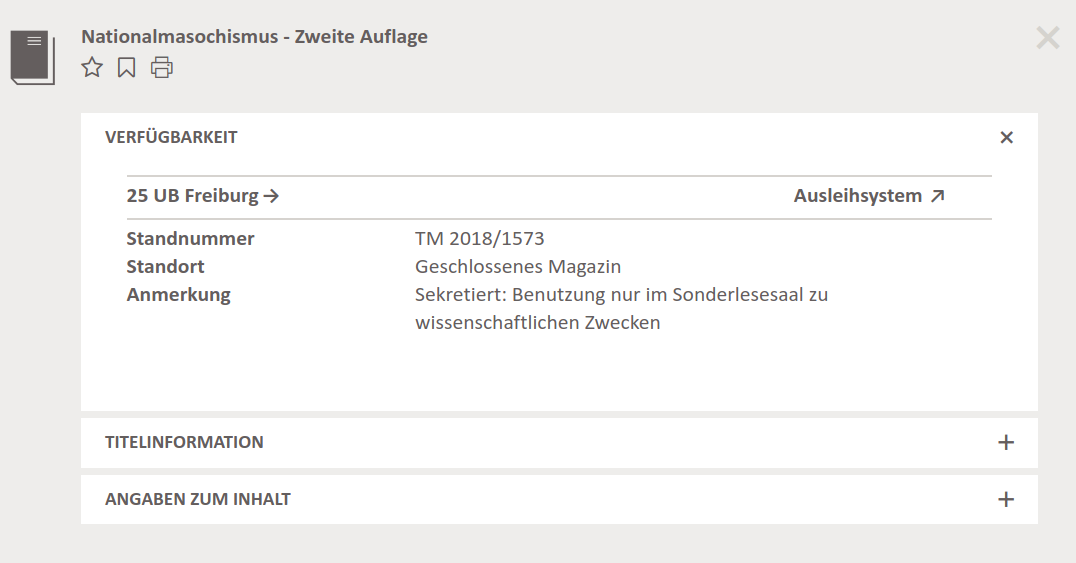 Nationalmasochismus - Zweite Auflage
VERFÜGBARKEIT
25 UB Freiburg → Ausleihsystem ↗
Standnummer TM 2018/1573
Standort Geschlossenes Magazin
Anmerkung Sekretiert: Benutzung nur im Sonderlesesaal zu
wissenschaftlichen Zwecken
TITELINFORMATION
ANGABEN ZUM INHALT